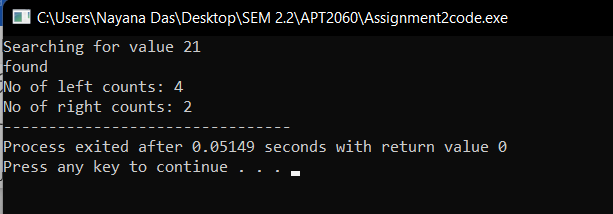 C:\Users\Nayana Das\Desktop\SEM 2.2\APT2060\Assignment2code.exe
Searching for value 21
found
No of left counts: 4
No of right counts: 2
--------------------------------
Process exited after 0.05149 seconds with return value 0
Press any key to continue . . .